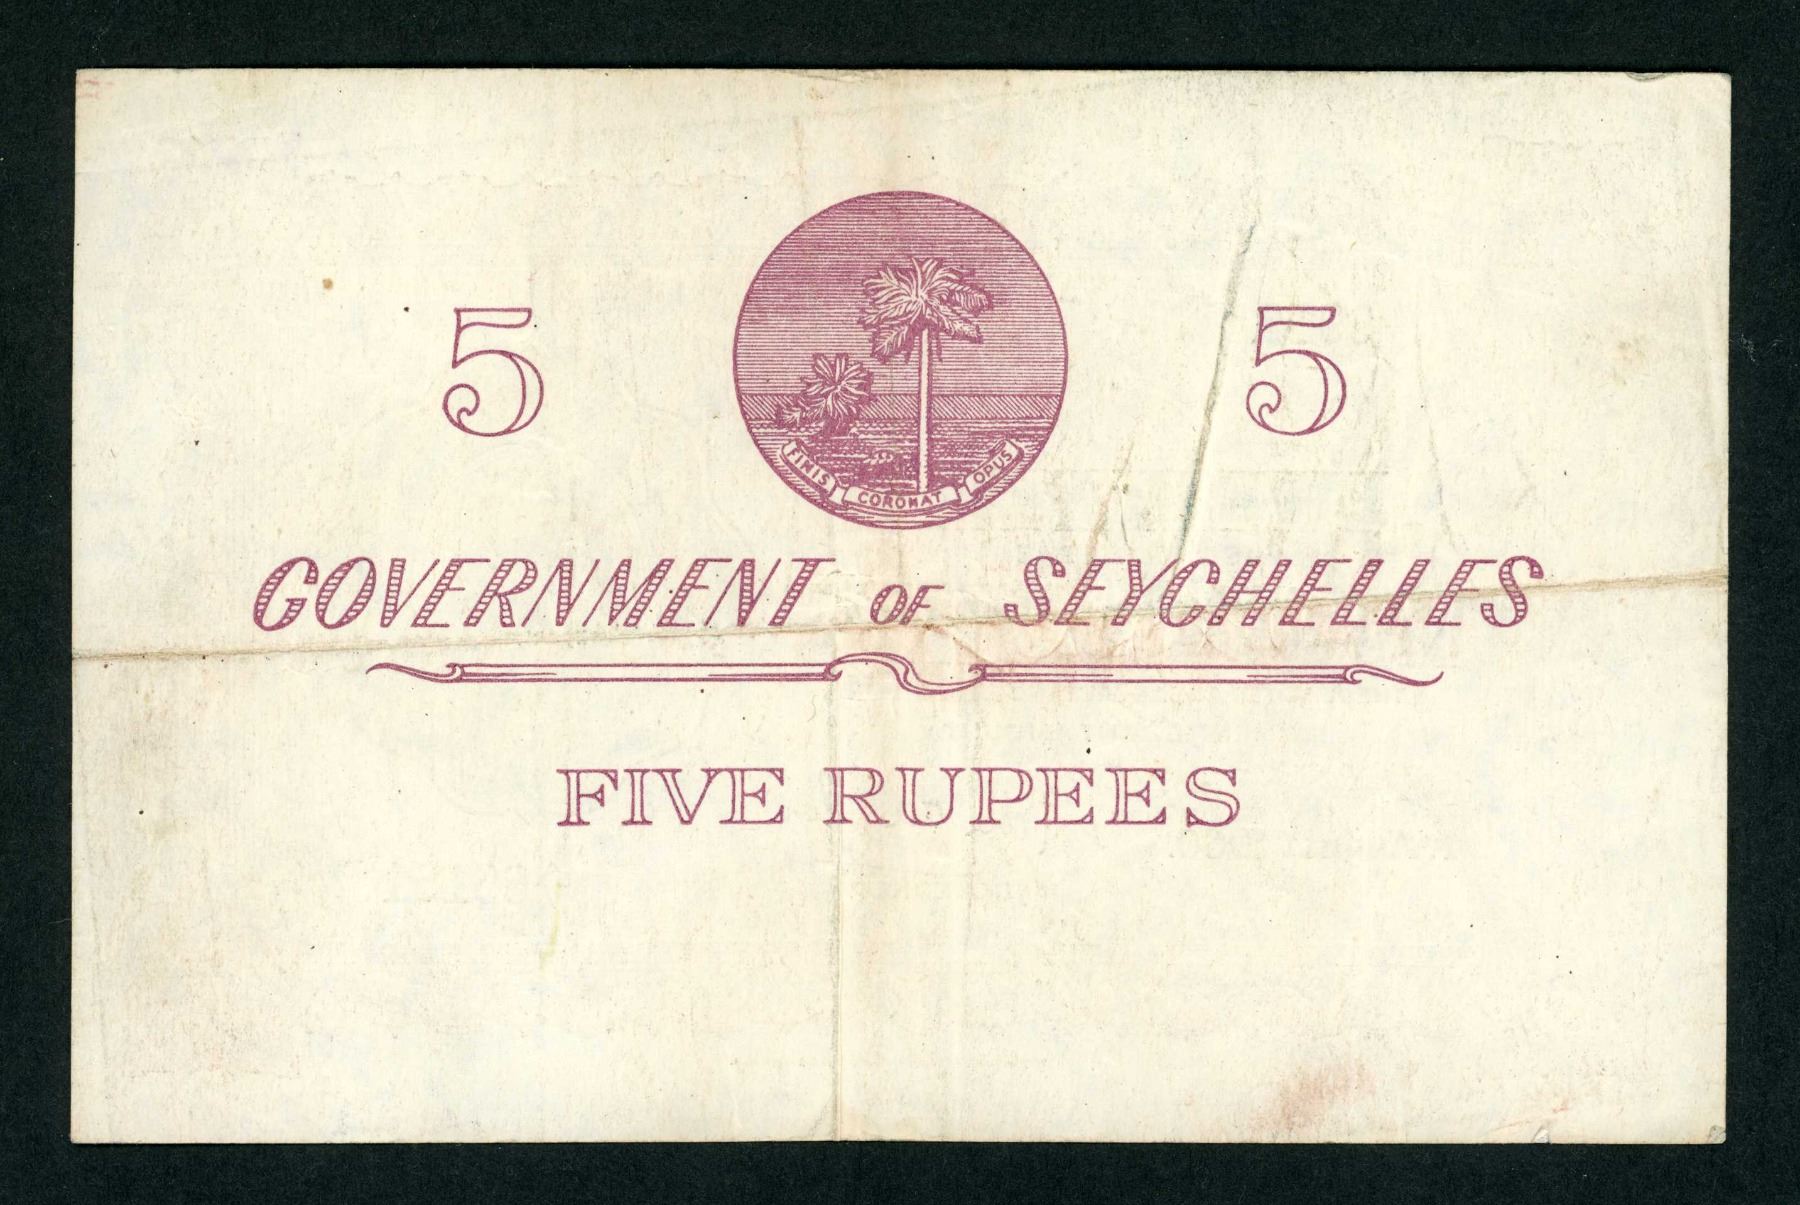 5 5
FINIS CORONAT OPUS
GOVERNMENT OF SEYCHELLES
FIVE RUPEES